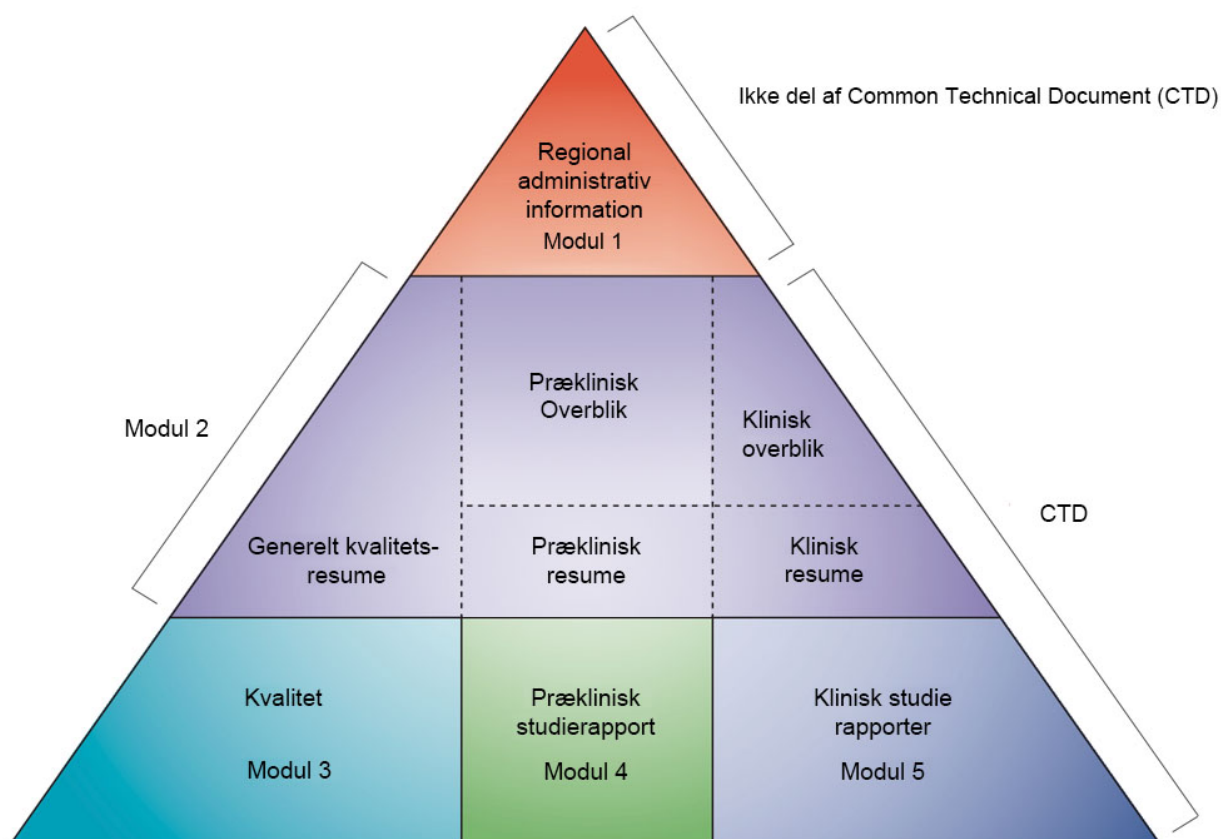 Ikke del af Common Technical Document (CTD)
Regional
administrativ
information
Modul 1
Modul 2
Præklinisk
Overblik
Klinisk
overblik
CTD
Generelt kvalitets-
resume
Præklinisk
resume
Klinisk
resume
Kvalitet
Modul 3
Præklinisk
studierapport
Modul 4
Klinisk studie
rapporter
Modul 5